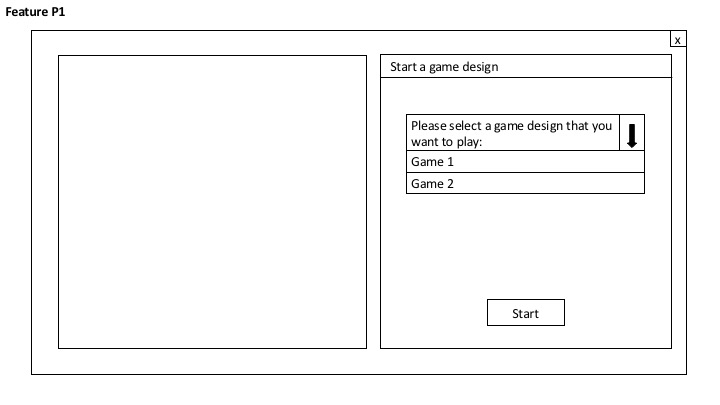 Feature P1
x
Start a game design
Please select a game design that you
want to play:
Game 1
Game 2
Start